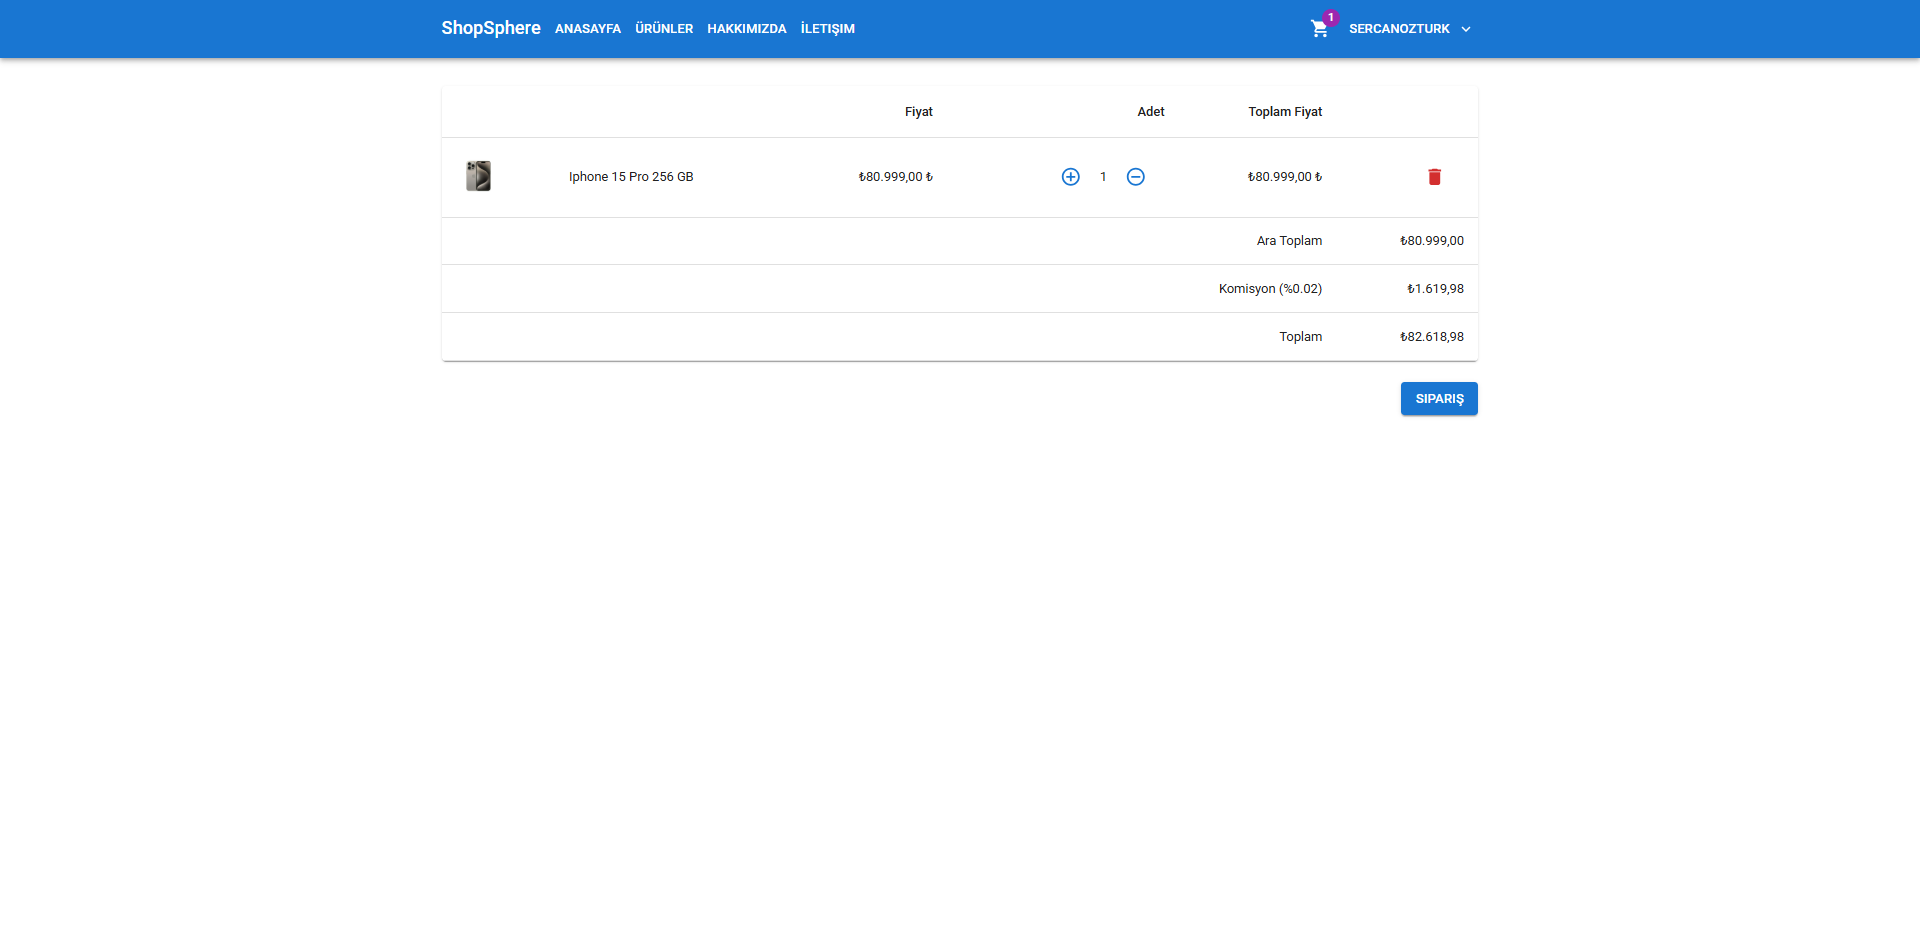 ShopSphere ANASAYFA ÜRÜNLER HAKKIMIZDA İLETIŞIM 1 SERCANOZTURK
Fiyat Adet Toplam Fiyat
Iphone 15 Pro 256 GB ₺80.999,00 ₺ 1 ₺80.999,00 ₺
Ara Toplam ₺80.999,00
Komisyon (%0.02) ₺1.619,98
Toplam ₺82.618,98
SIPARIŞ